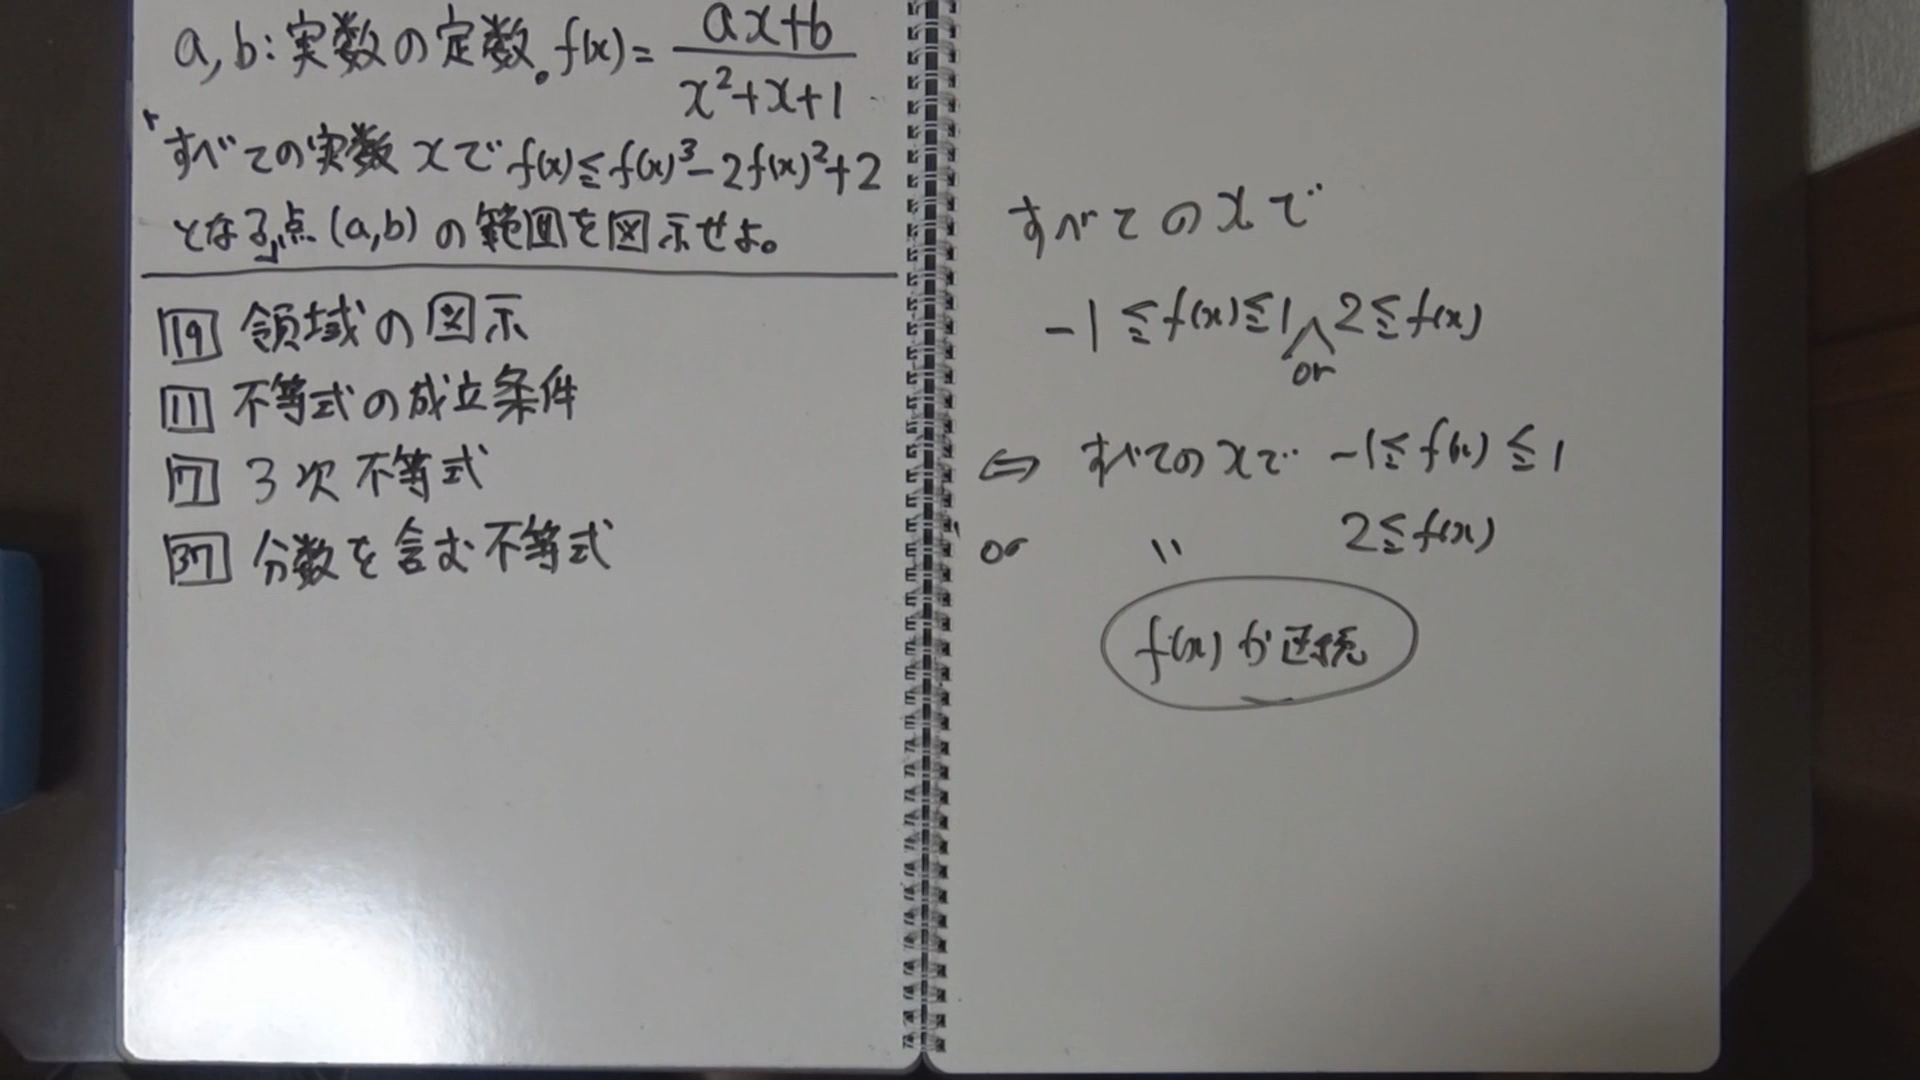 a,b:実数の定数。f(x)= ax+b / x²+x+1
「すべての実数xで f(x)≦f(x)³-2f(x)²+2
となる」点(a,b)の範囲を図示せよ。
19 領域の図示
11 不等式の成立条件
7 3次不等式
37 分数を含む不等式
すべてのxで
-1≦f(x)≦1 2≦f(x)
or
⇔ すべてのxで -1≦f(x)≦1
or 〃 2≦f(x)
f(x)が連続